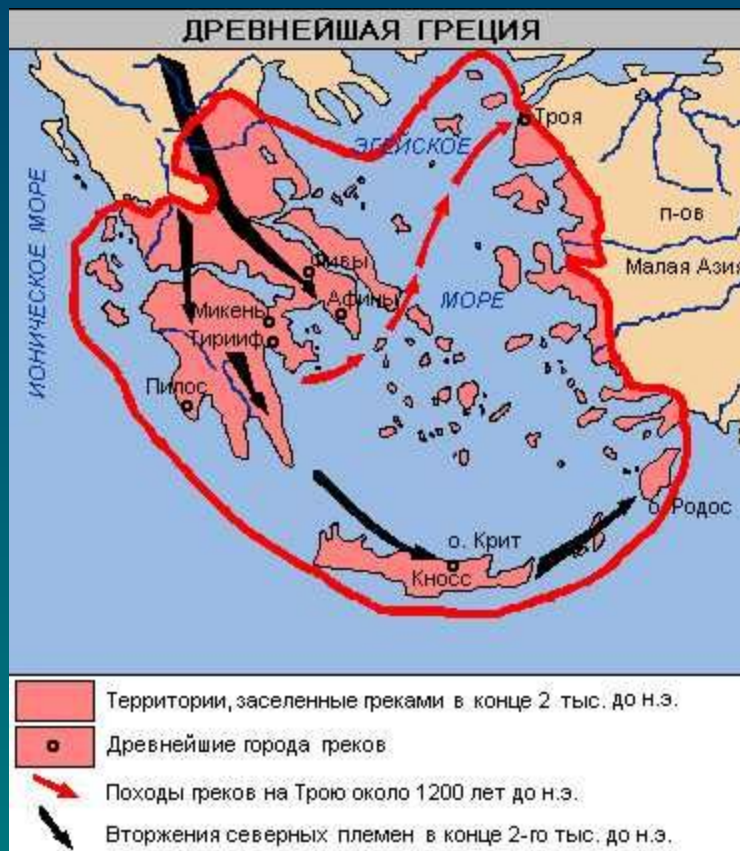 ДРЕВНЕЙШАЯ ГРЕЦИЯ
Троя
ЭГЕЙСКОЕ
МОРЕ
ИОНИЧЕСКОЕ МОРЕ
п-ов
Малая Азия
Фивы
Афины
Микены
Тирииф
Пилос
о. Родос
о. Крит
Кносс
Территории, заселенные греками в конце 2 тыс. до н.э.
Древнейшие города греков
Походы греков на Трою около 1200 лет до н.э.
Вторжения северных племен в конце 2-го тыс. до н.э.